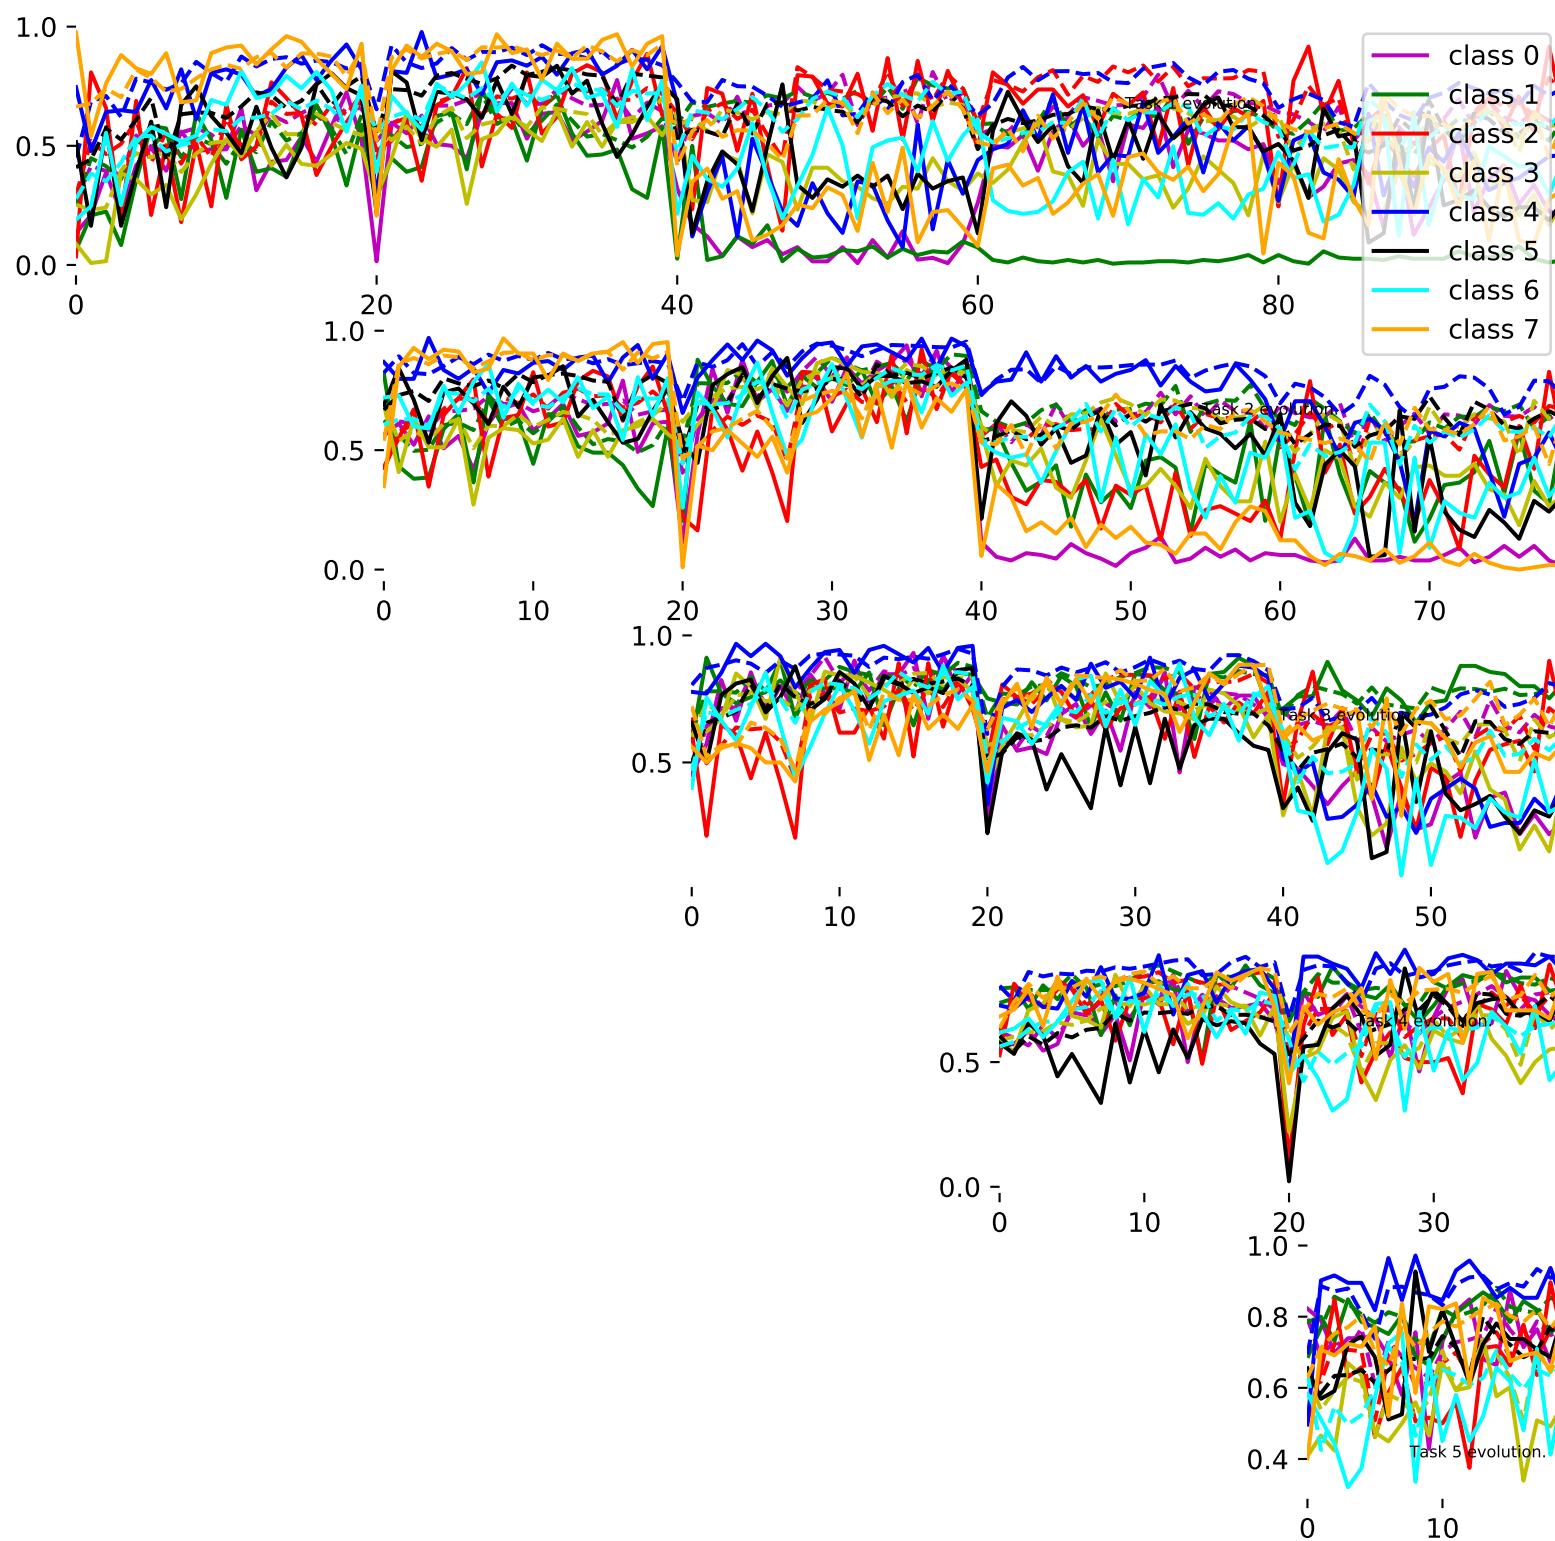 1.0
0.5
0.0
0 20 40 60 80
Task 1 evolution.
class 0
class 1
class 2
class 3
class 4
class 5
class 6
class 7
1.0
0.5
0.0
0 10 20 30 40 50 60 70
Task 2 evolution.
1.0
0.5
0 10 20 30 40 50
Task 3 evolution.
0.5
0.0
0 10 20 30
Task 4 evolution.
1.0
0.8
0.6
0.4
0 10
Task 5 evolution.